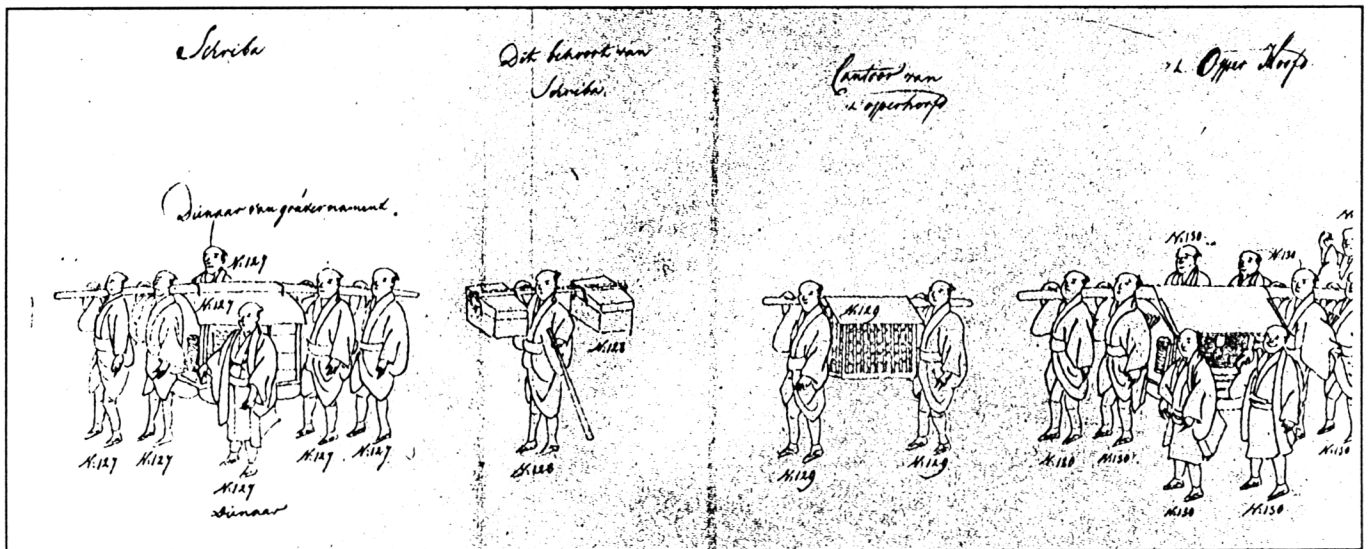 Schriba
Dit behoort van
Schriba
Cantoor van
't opperhoofd
't Opper Hoofd
Dienaar van
N:127
N:127
N:127
N:127
N:127
Dienaar
N:127
N:127
N:128
N:128
N:129
N:129
N:129
N:130
N:130
N:130
N:130
N:130
N:130
N:130